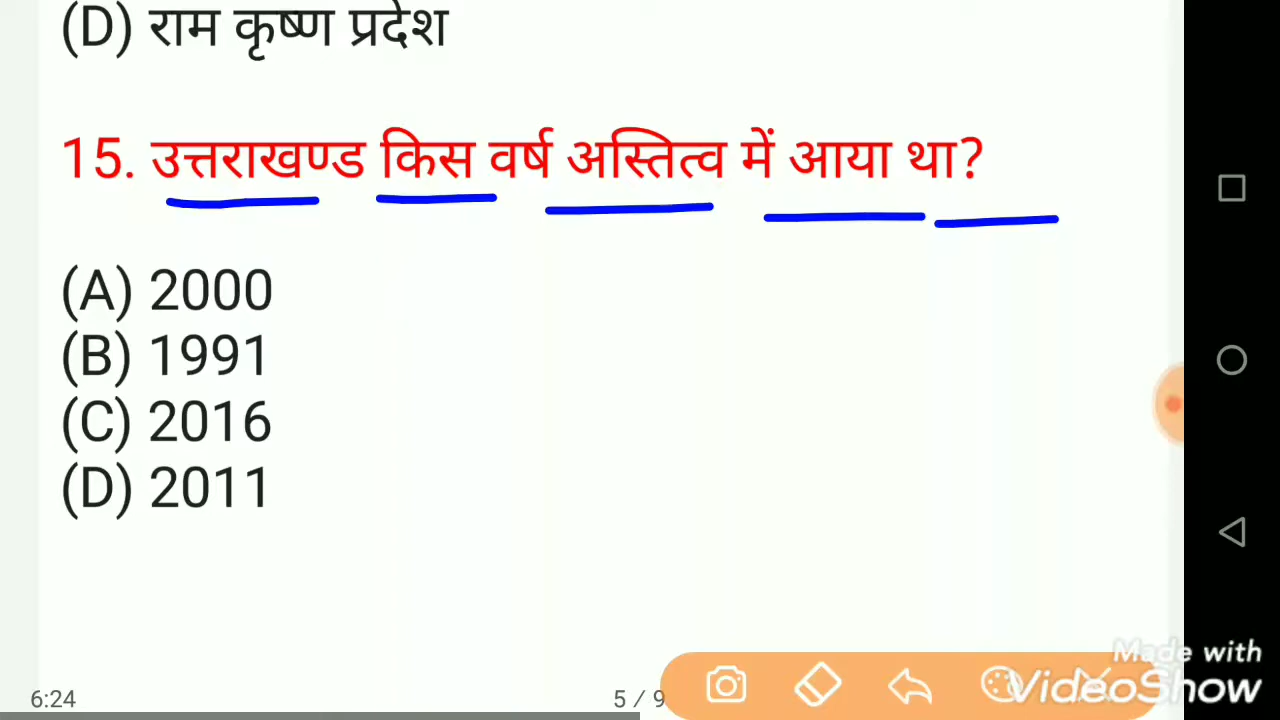 (D) राम कृष्ण प्रदेश
15. उत्तराखण्ड किस वर्ष अस्तित्व में आया था?
(A) 2000
(B) 1991
(C) 2016
(D) 2011
6:24
5 / 9
Made with
VideoShow